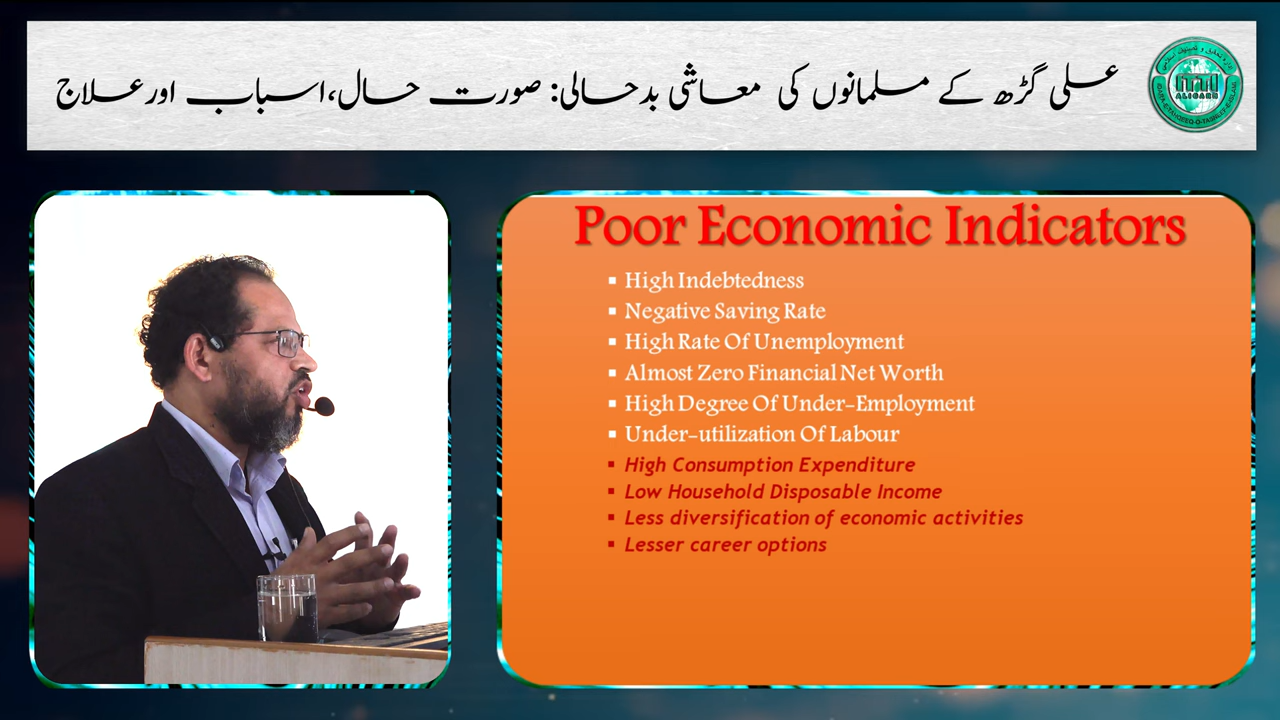 علی گڑھ کے مسلمانوں کی معاشی بدحالی: صورت حال،اسباب اورعلاج
ALIGARH
Poor Economic Indicators
▪ High Indebtedness
▪ Negative Saving Rate
▪ High Rate Of Unemployment
▪ Almost Zero Financial Net Worth
▪ High Degree Of Under-Employment
▪ Under-utilization Of Labour
▪ High Consumption Expenditure
▪ Low Household Disposable Income
▪ Less diversification of economic activities
▪ Lesser career options